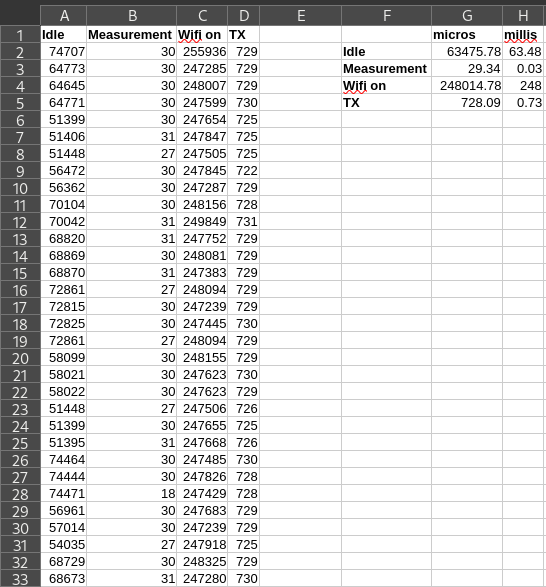 A B C D E F G H
1 Idle Measurement Wifi on TX micros millis
2 74707 30 255936 729 Idle 63475.78 63.48
3 64773 30 247285 729 Measurement 29.34 0.03
4 64645 30 248007 729 Wifi on 248014.78 248
5 64771 30 247599 730 TX 728.09 0.73
6 51399 30 247654 725
7 51406 31 247847 725
8 51448 27 247505 725
9 56472 30 247845 722
10 56362 30 247287 729
11 70104 30 248156 728
12 70042 31 249849 731
13 68820 31 247752 729
14 68869 30 248081 729
15 68870 31 247383 729
16 72861 27 248094 729
17 72815 30 247239 729
18 72825 30 247445 730
19 72861 27 248094 729
20 58099 30 248155 729
21 58021 30 247623 730
22 58022 30 247623 729
23 51448 27 247506 726
24 51399 30 247655 725
25 51395 31 247668 726
26 74464 30 247485 730
27 74444 30 247826 728
28 74471 18 247429 728
29 56961 30 247683 729
30 57014 30 247239 729
31 54035 27 247918 725
32 68729 30 248325 729
33 68673 31 247280 730